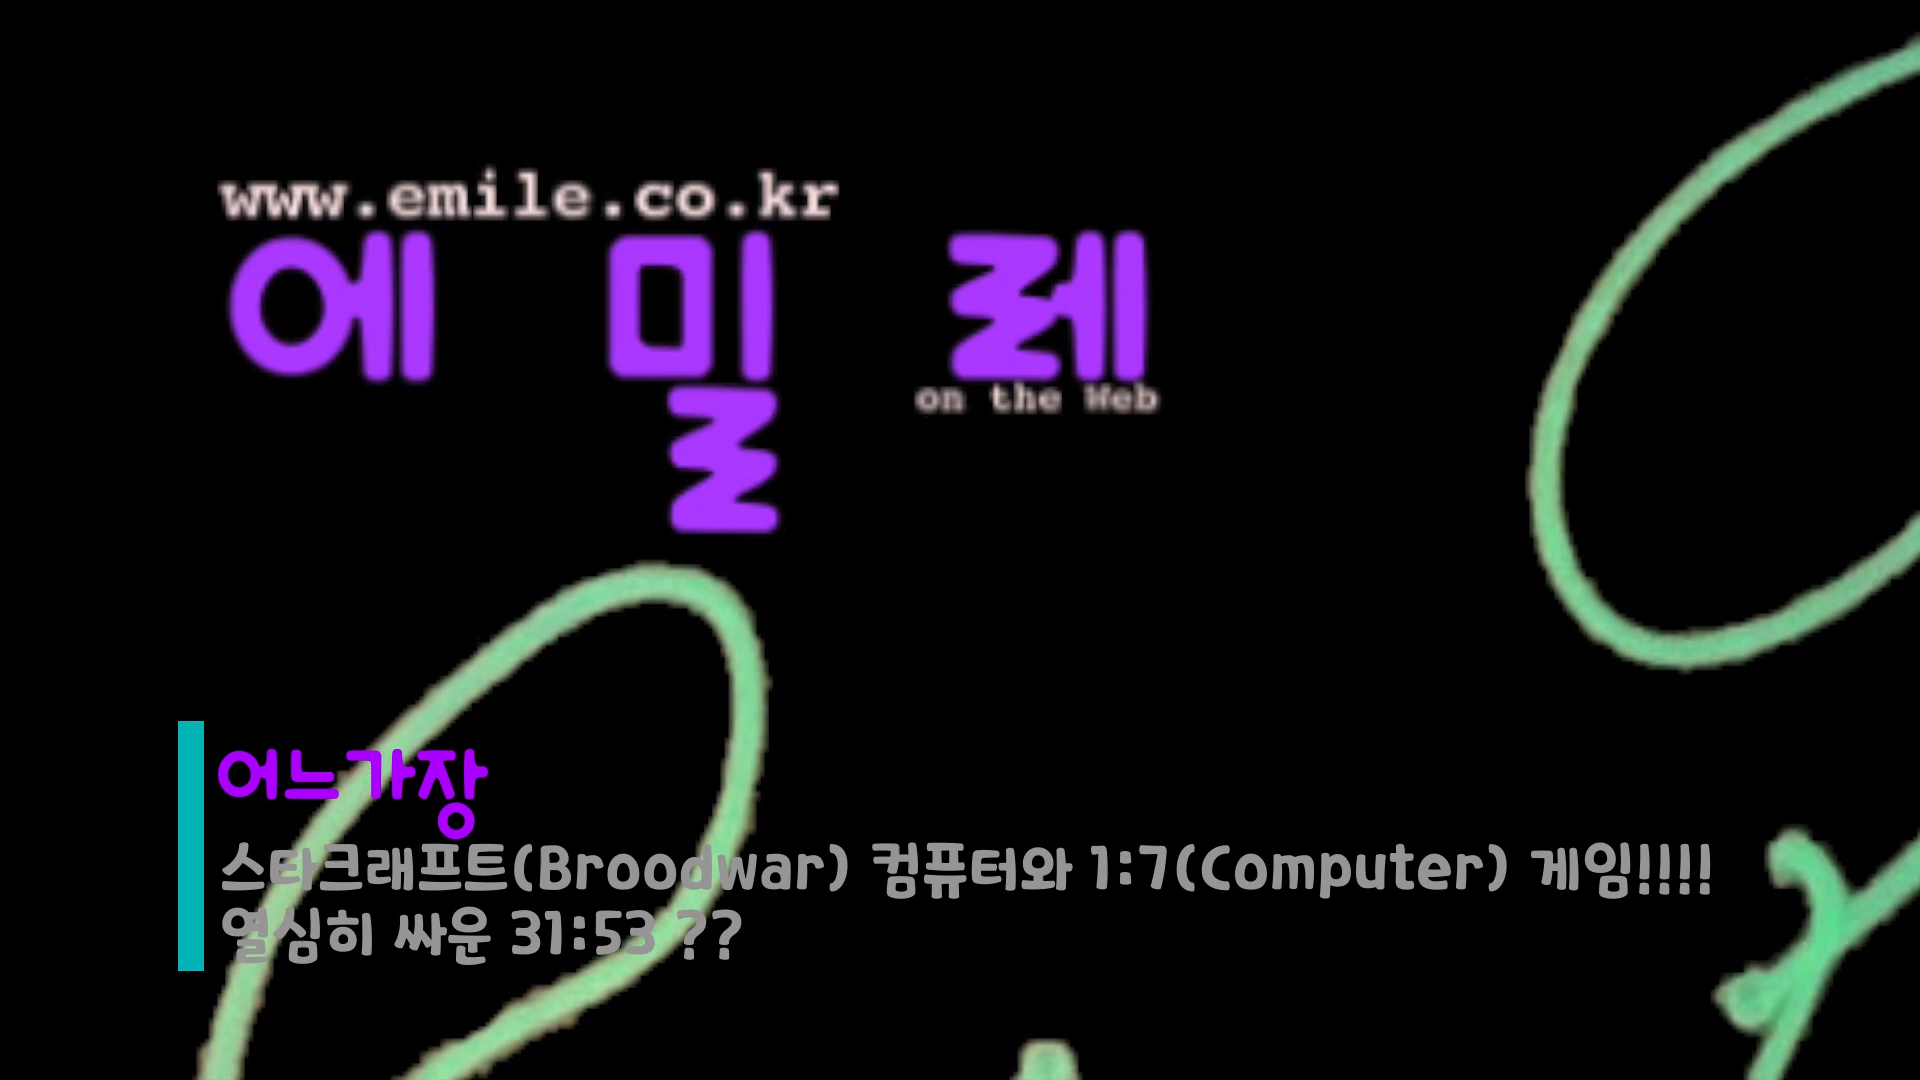 www.emile.co.kr
에밀레
on the Web
어느가장
스타크래프트(Broodwar) 컴퓨터와 1:7(Computer) 게임!!!!
열심히 싸운 31:53 ??